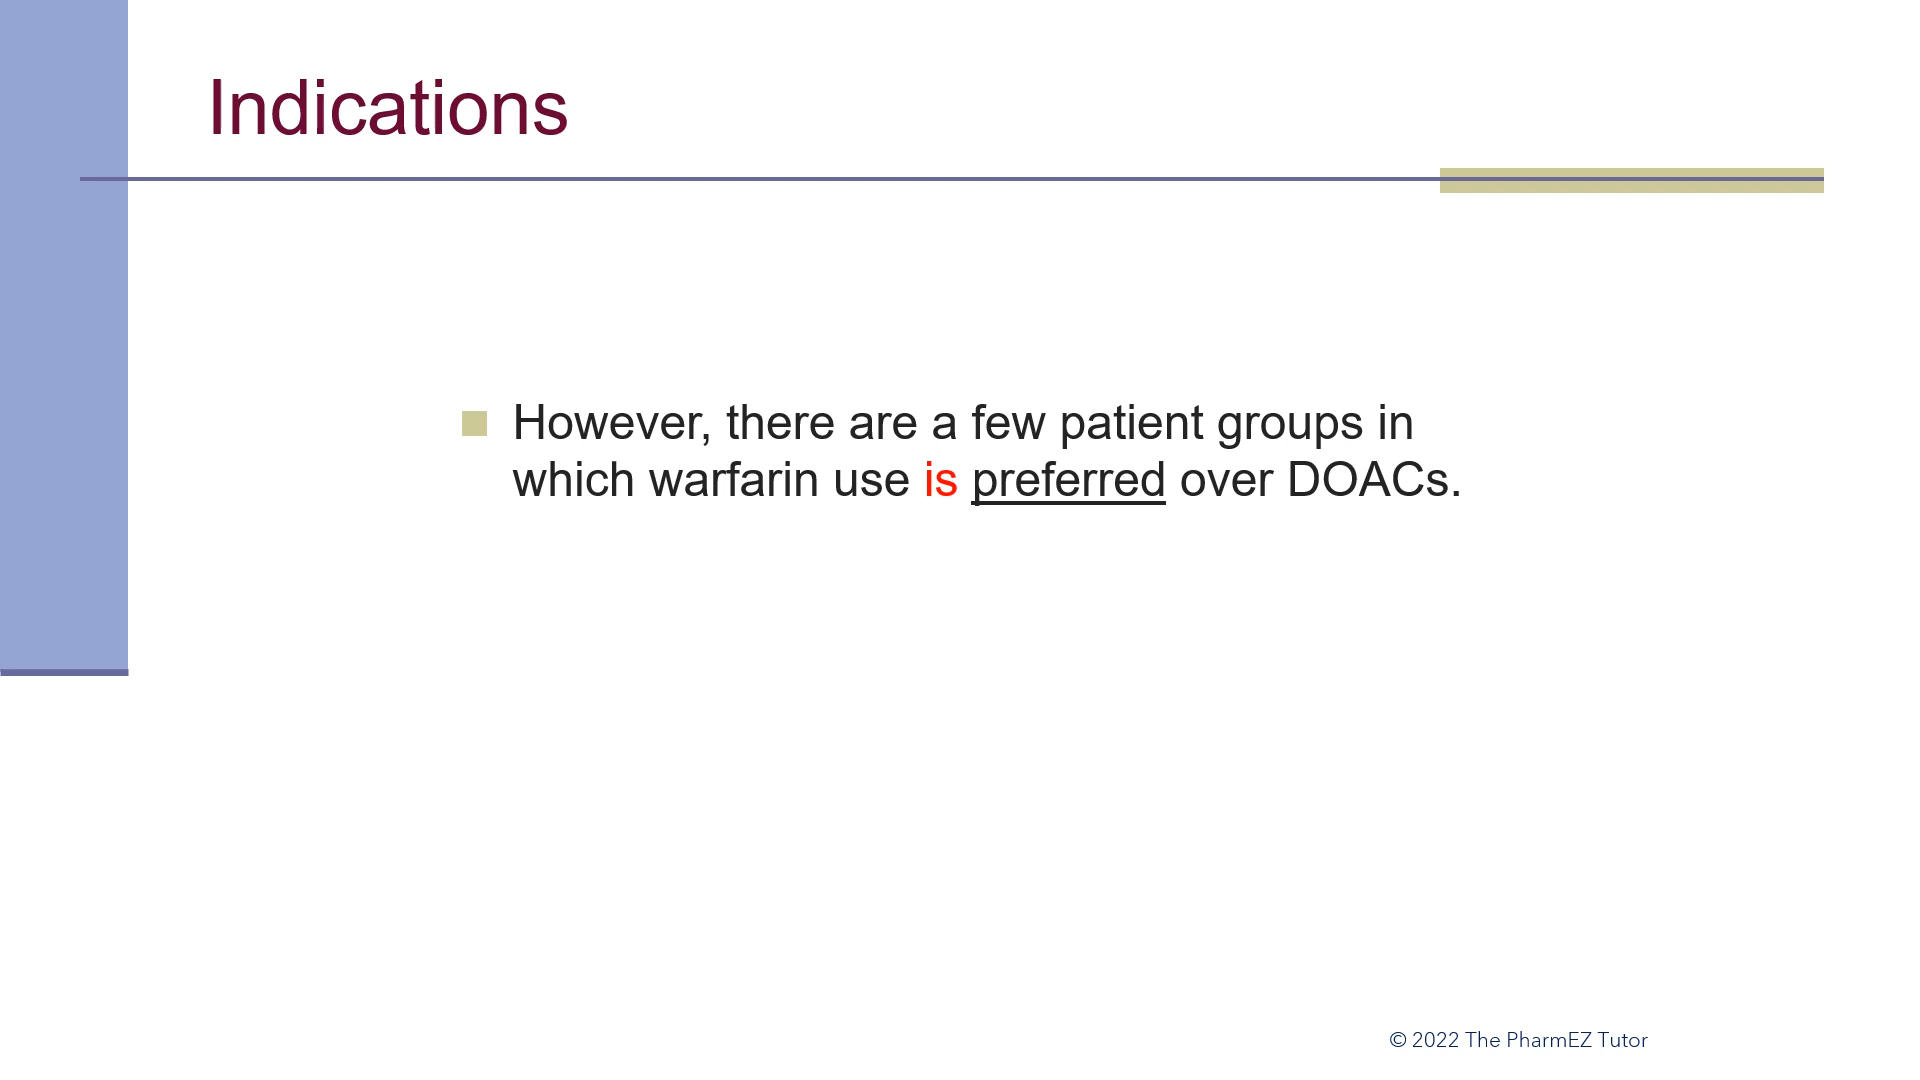 Indications
However, there are a few patient groups in
which warfarin use is preferred over DOACs.
© 2022 The PharmEZ Tutor